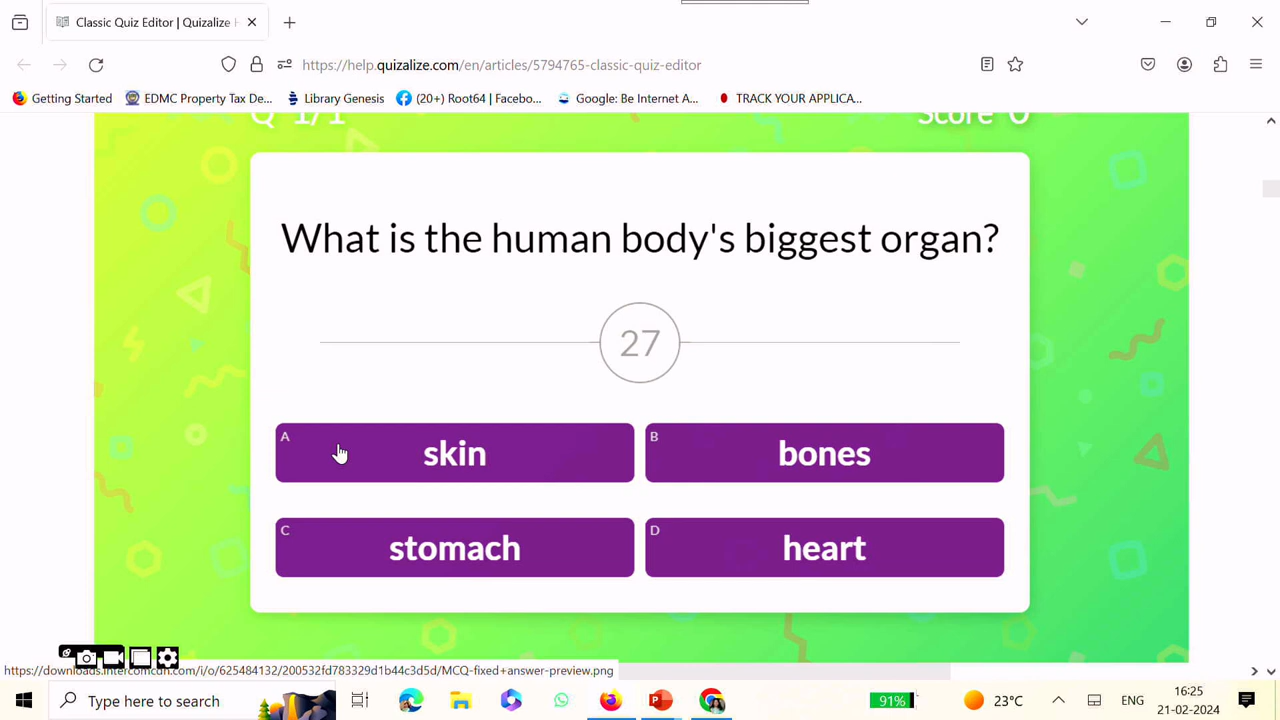 Classic Quiz Editor | Quizalize H
https://help.quizalize.com/en/articles/5794765-classic-quiz-editor
Getting Started EDMC Property Tax De... Library Genesis (20+) Root64 | Facebo... Google: Be Internet A... TRACK YOUR APPLICA...
Q 1/1 Score 0
What is the human body's biggest organ?
27
A skin B bones
C stomach D heart
https://downloads.intercomcdn.com/i/o/625484132/200532fd783329d1b44c3d5d/MCQ-fixed+answer-preview.png
Type here to search 91% 23°C ENG 16:25
21-02-2024